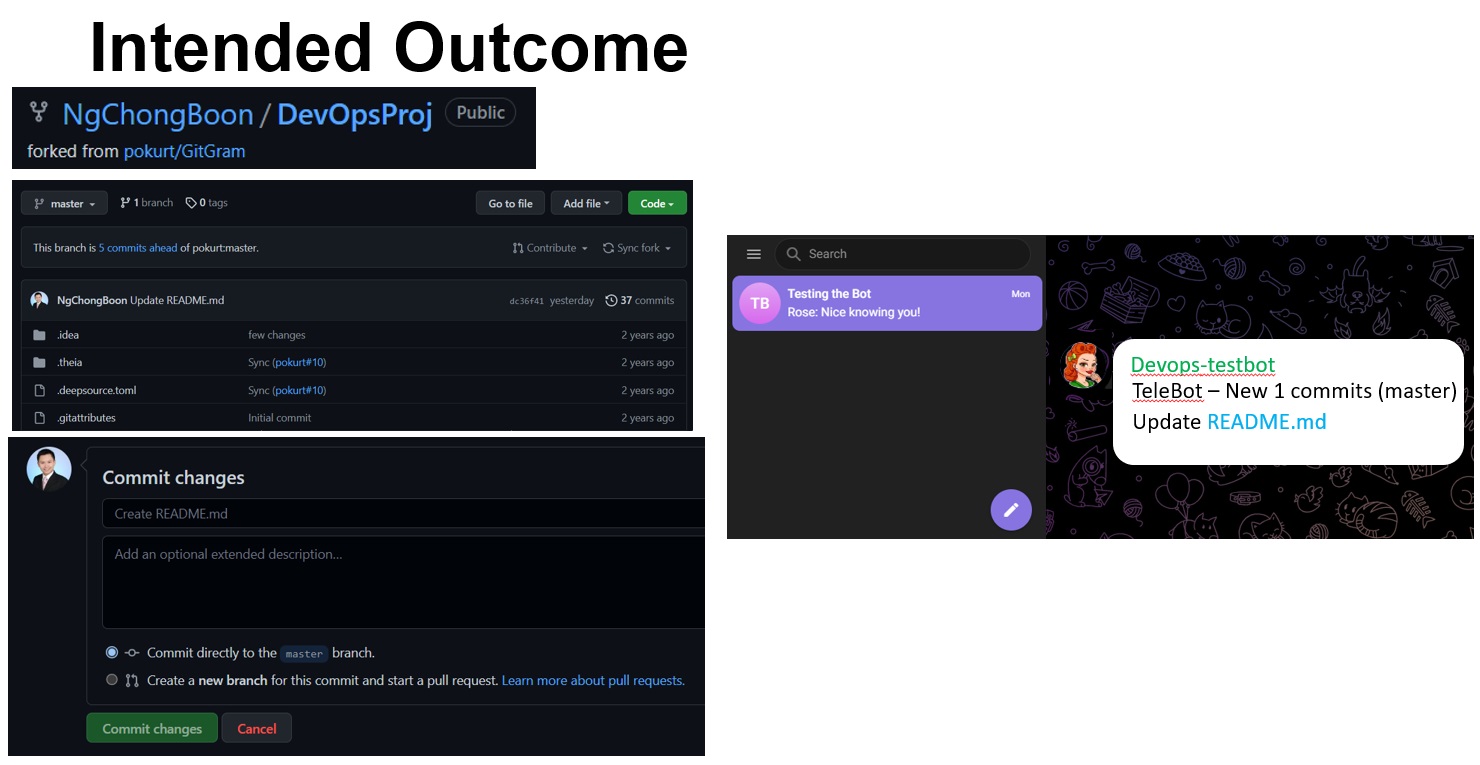 Intended Outcome
NgChongBoon / DevOpsProj Public
forked from pokurt/GitGram
master 1 branch 0 tags Go to file Add file Code
This branch is 5 commits ahead of pokurt:master. Contribute Sync fork
NgChongBoon Update README.md dc36f41 yesterday 37 commits
.idea few changes 2 years ago
.theia Sync (pokurt#10) 2 years ago
.deepsource.toml Sync (pokurt#10) 2 years ago
.gitattributes Initial commit 2 years ago
Commit changes
Create README.md
Add an optional extended description...
Commit directly to the master branch.
Create a new branch for this commit and start a pull request. Learn more about pull requests.
Commit changes Cancel
Search
TB Testing the Bot Mon
Rose: Nice knowing you!
Devops-testbot
TeleBot – New 1 commits (master)
Update README.md